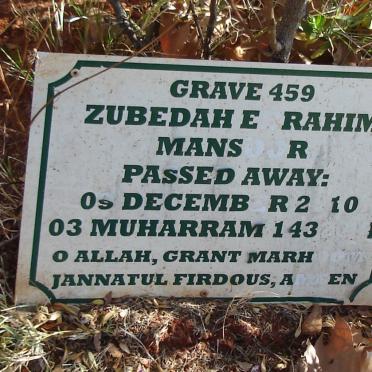 GRAVE 459
ZUBEDAH E RAHIM
MANS R
PASSED AWAY:
09 DECEMB R 2 10
03 MUHARRAM 143
O ALLAH, GRANT MARH
JANNATUL FIRDOUS, A EN